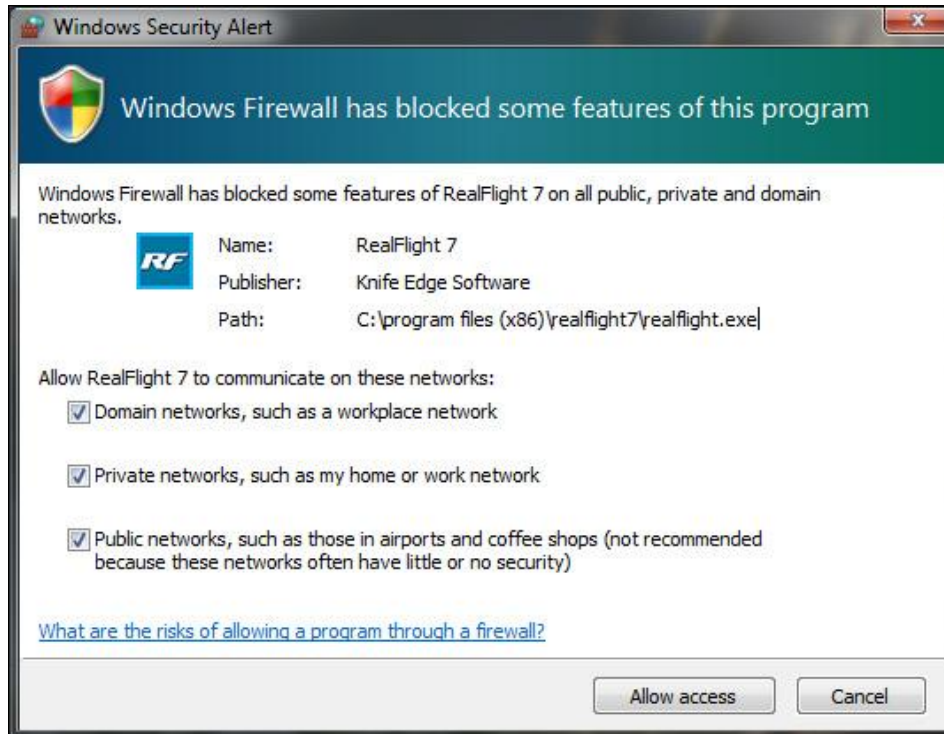 Windows Security Alert
Windows Firewall has blocked some features of this program
Windows Firewall has blocked some features of RealFlight 7 on all public, private and domain
networks.
RF
Name: RealFlight 7
Publisher: Knife Edge Software
Path: C:\program files (x86)\realflight7\realflight.exe
Allow RealFlight 7 to communicate on these networks:
Domain networks, such as a workplace network
Private networks, such as my home or work network
Public networks, such as those in airports and coffee shops (not recommended
because these networks often have little or no security)
What are the risks of allowing a program through a firewall?
Allow access Cancel